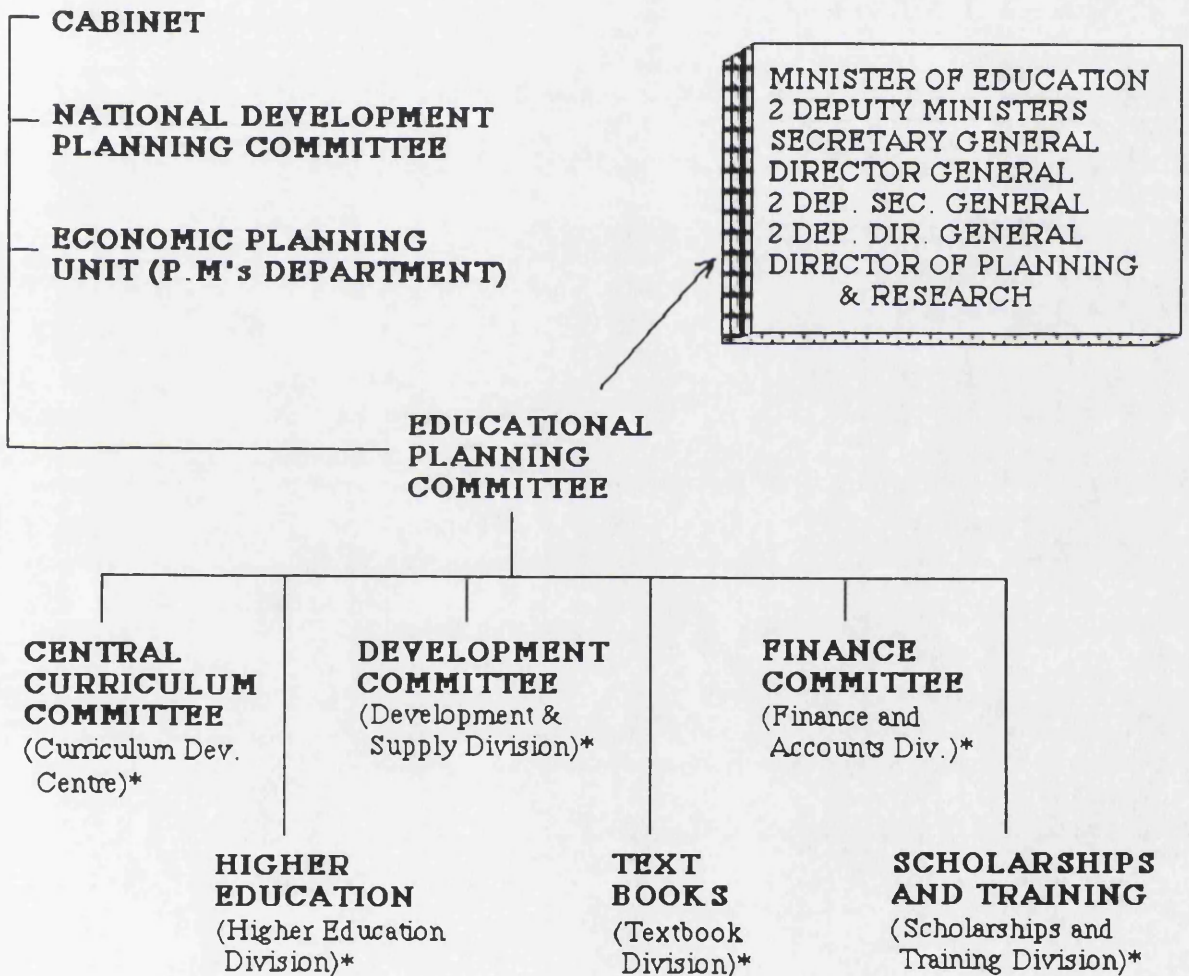 CABINET
NATIONAL DEVELOPMENT
PLANNING COMMITTEE
ECONOMIC PLANNING
UNIT (P.M's DEPARTMENT)
MINISTER OF EDUCATION
2 DEPUTY MINISTERS
SECRETARY GENERAL
DIRECTOR GENERAL
2 DEP. SEC. GENERAL
2 DEP. DIR. GENERAL
DIRECTOR OF PLANNING
& RESEARCH
EDUCATIONAL
PLANNING
COMMITTEE
CENTRAL
CURRICULUM
COMMITTEE
(Curriculum Dev.
Centre)*
DEVELOPMENT
COMMITTEE
(Development &
Supply Division)*
FINANCE
COMMITTEE
(Finance and
Accounts Div.)*
HIGHER
EDUCATION
(Higher Education
Division)*
TEXT
BOOKS
(Textbook
Division)*
SCHOLARSHIPS
AND TRAINING
(Scholarships and
Training Division)*